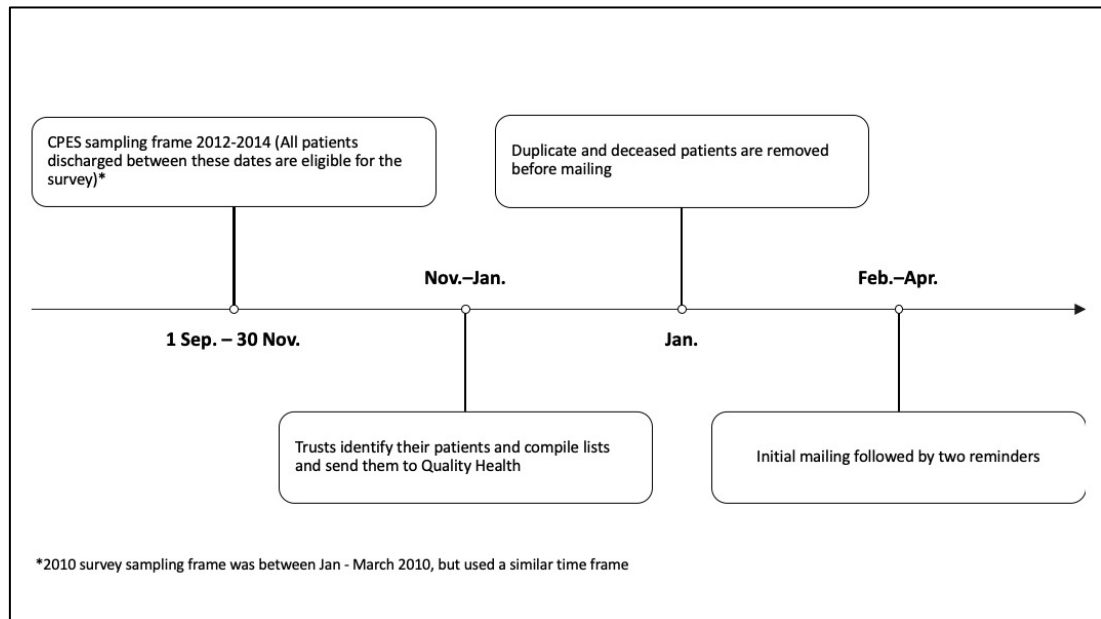 CPES sampling frame 2012-2014 (All patients
discharged between these dates are eligible for the
survey)*
Duplicate and deceased patients are removed
before mailing
Nov.–Jan.
Feb.–Apr.
1 Sep. – 30 Nov.
Jan.
Trusts identify their patients and compile lists
and send them to Quality Health
Initial mailing followed by two reminders
*2010 survey sampling frame was between Jan - March 2010, but used a similar time frame